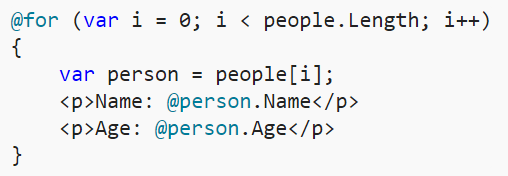 @for (var i = 0; i < people.Length; i++)
{
    var person = people[i];
    <p>Name: @person.Name</p>
    <p>Age: @person.Age</p>
}